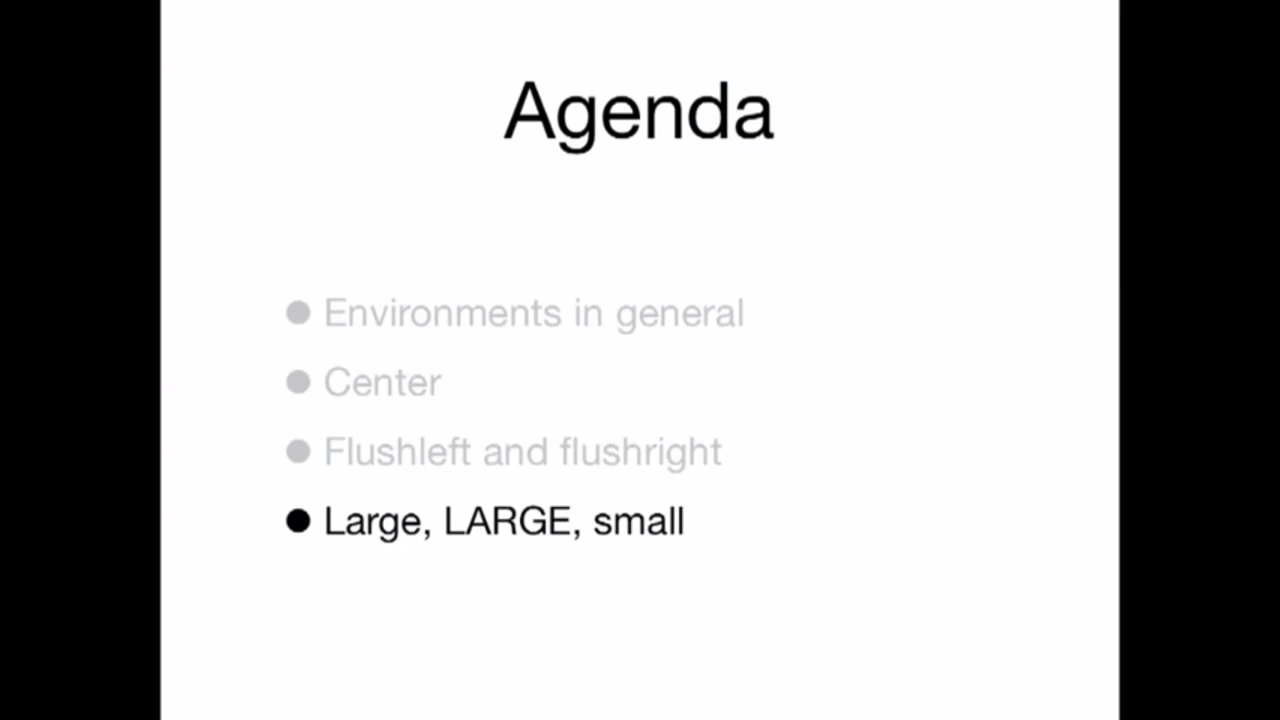 Agenda
● Environments in general
● Center
● Flushleft and flushright
● Large, LARGE, small